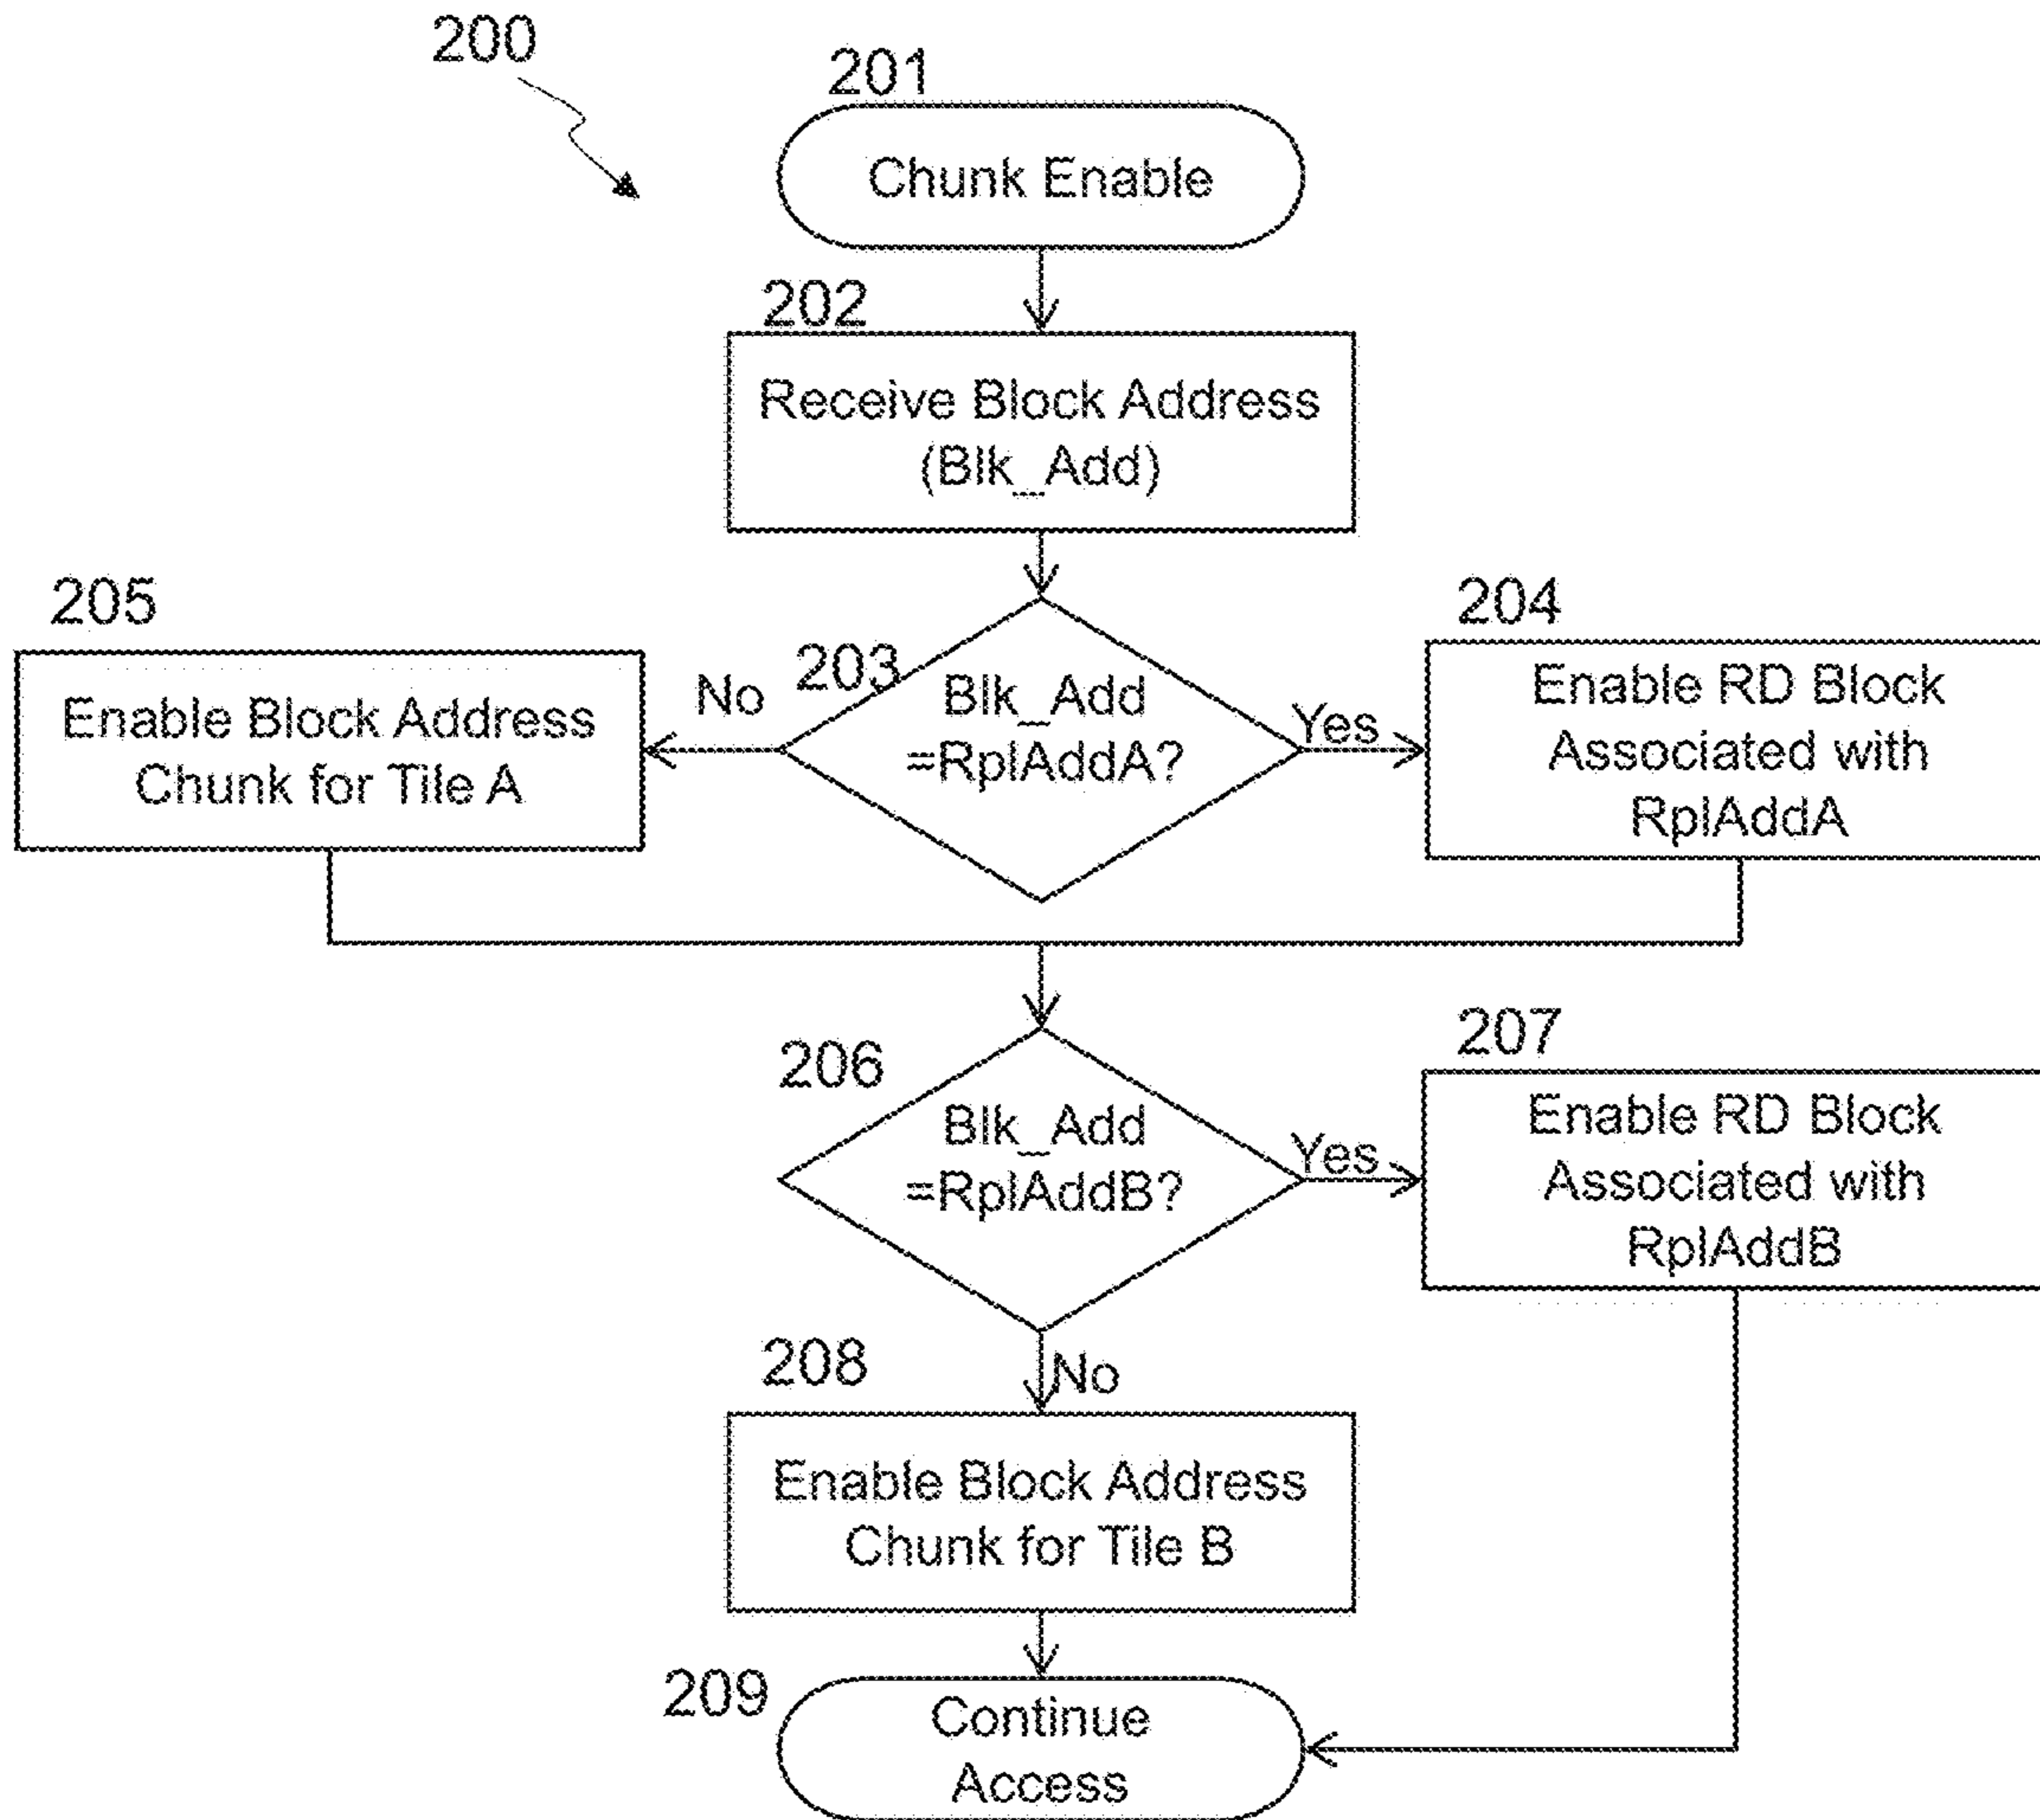 200
201
Chunk Enable
202
Receive Block Address
(Blk_Add)
205
Enable Block Address
Chunk for Tile A
No
203
Blk_Add
=RplAddA?
Yes
204
Enable RD Block
Associated with
RplAddA
206
Blk_Add
=RplAddB?
Yes
207
Enable RD Block
Associated with
RplAddB
No
208
Enable Block Address
Chunk for Tile B
209
Continue
Access